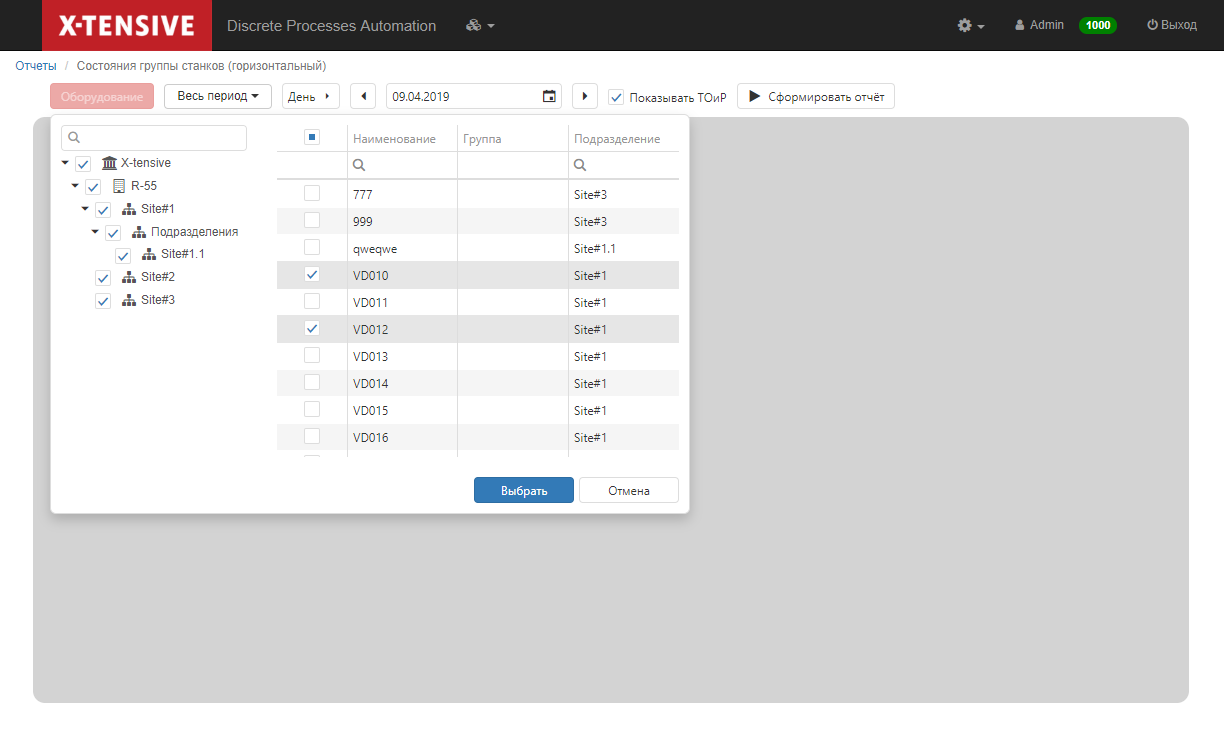 X-TENSIVE Discrete Processes Automation Admin 1000 Выход
Отчеты / Состояния группы станков (горизонтальный)
Оборудование Весь период День 09.04.2019 Показывать ТОиР Сформировать отчёт
Наименование Группа Подразделение
X-tensive
R-55
Site#1
Подразделения
Site#1.1
Site#2
Site#3
777 Site#3
999 Site#3
qweqwe Site#1.1
VD010 Site#1
VD011 Site#1
VD012 Site#1
VD013 Site#1
VD014 Site#1
VD015 Site#1
VD016 Site#1
Выбрать Отмена